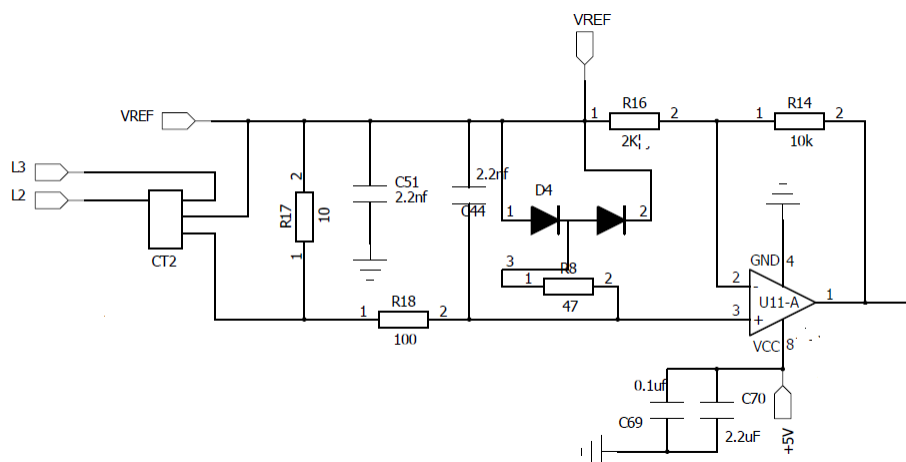 VREF
VREF
1 R16 2
2K
1 R14 2
10k
L3
L2
CT2
2
R17
10
1
C51
2.2nf
2.2nf
C44
D4
1
2
3
R8
1 2
47
1 R18 2
100
GND 4
2 -
U11-A
1
3 +
VCC 8
0.1uf
C69
C70
2.2uF
+5V